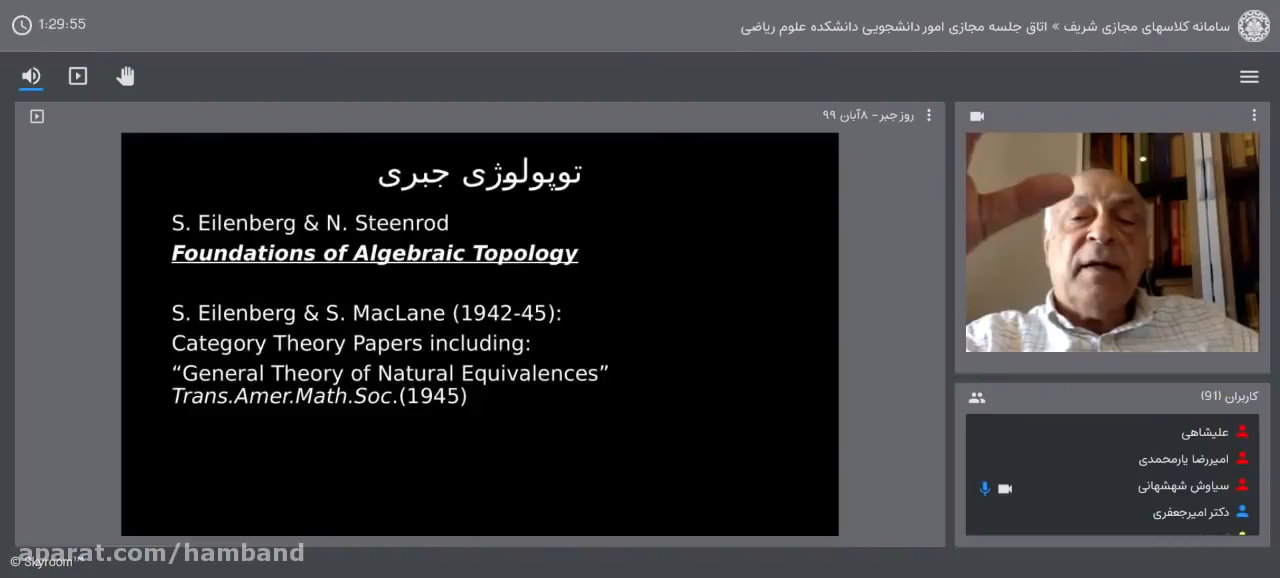 1:29:55
سامانه کلاسهای مجازی شریف » اتاق جلسه مجازی امور دانشجویی دانشکده علوم ریاضی
روز جبر - ۸آبان ۹۹
توپولوژی جبری
S. Eilenberg & N. Steenrod
Foundations of Algebraic Topology
S. Eilenberg & S. MacLane (1942-45):
Category Theory Papers including:
“General Theory of Natural Equivalences”
Trans.Amer.Math.Soc.(1945)
کاربران (91)
علیشاهی
امیررضا یارمحمدی
سیاوش شهشهانی
دکتر امیرجعفری
aparat.com/hamband
© Skyroom™